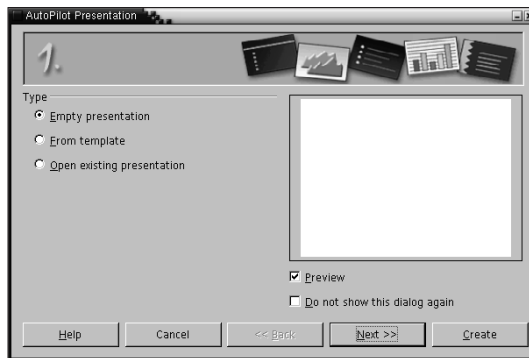 AutoPilot Presentation
1.
Type
Empty presentation
From template
Open existing presentation
Preview
Do not show this dialog again
Help Cancel << Back Next >> Create